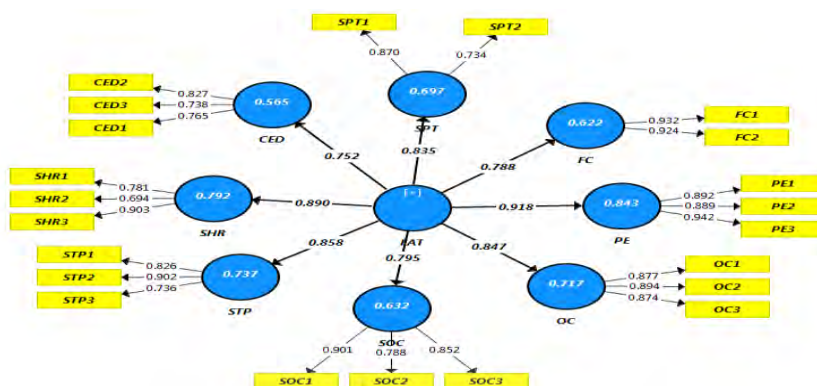 SPT1
SPT2
0.870
0.734
0.697
SPT
CED2
CED3
CED1
0.827
0.738
0.765
0.565
CED
0.622
FC
0.932
0.924
FC1
FC2
0.752
0.835
0.788
SHR1
SHR2
SHR3
0.781
0.694
0.903
0.792
SHR
0.890
[+]
LAT
0.918
0.843
PE
0.892
0.889
0.942
PE1
PE2
PE3
0.858
0.795
0.847
STP1
STP2
STP3
0.826
0.902
0.736
0.737
STP
0.632
SOC
0.717
OC
0.877
0.894
0.874
OC1
OC2
OC3
0.901
0.788
0.852
SOC1
SOC2
SOC3